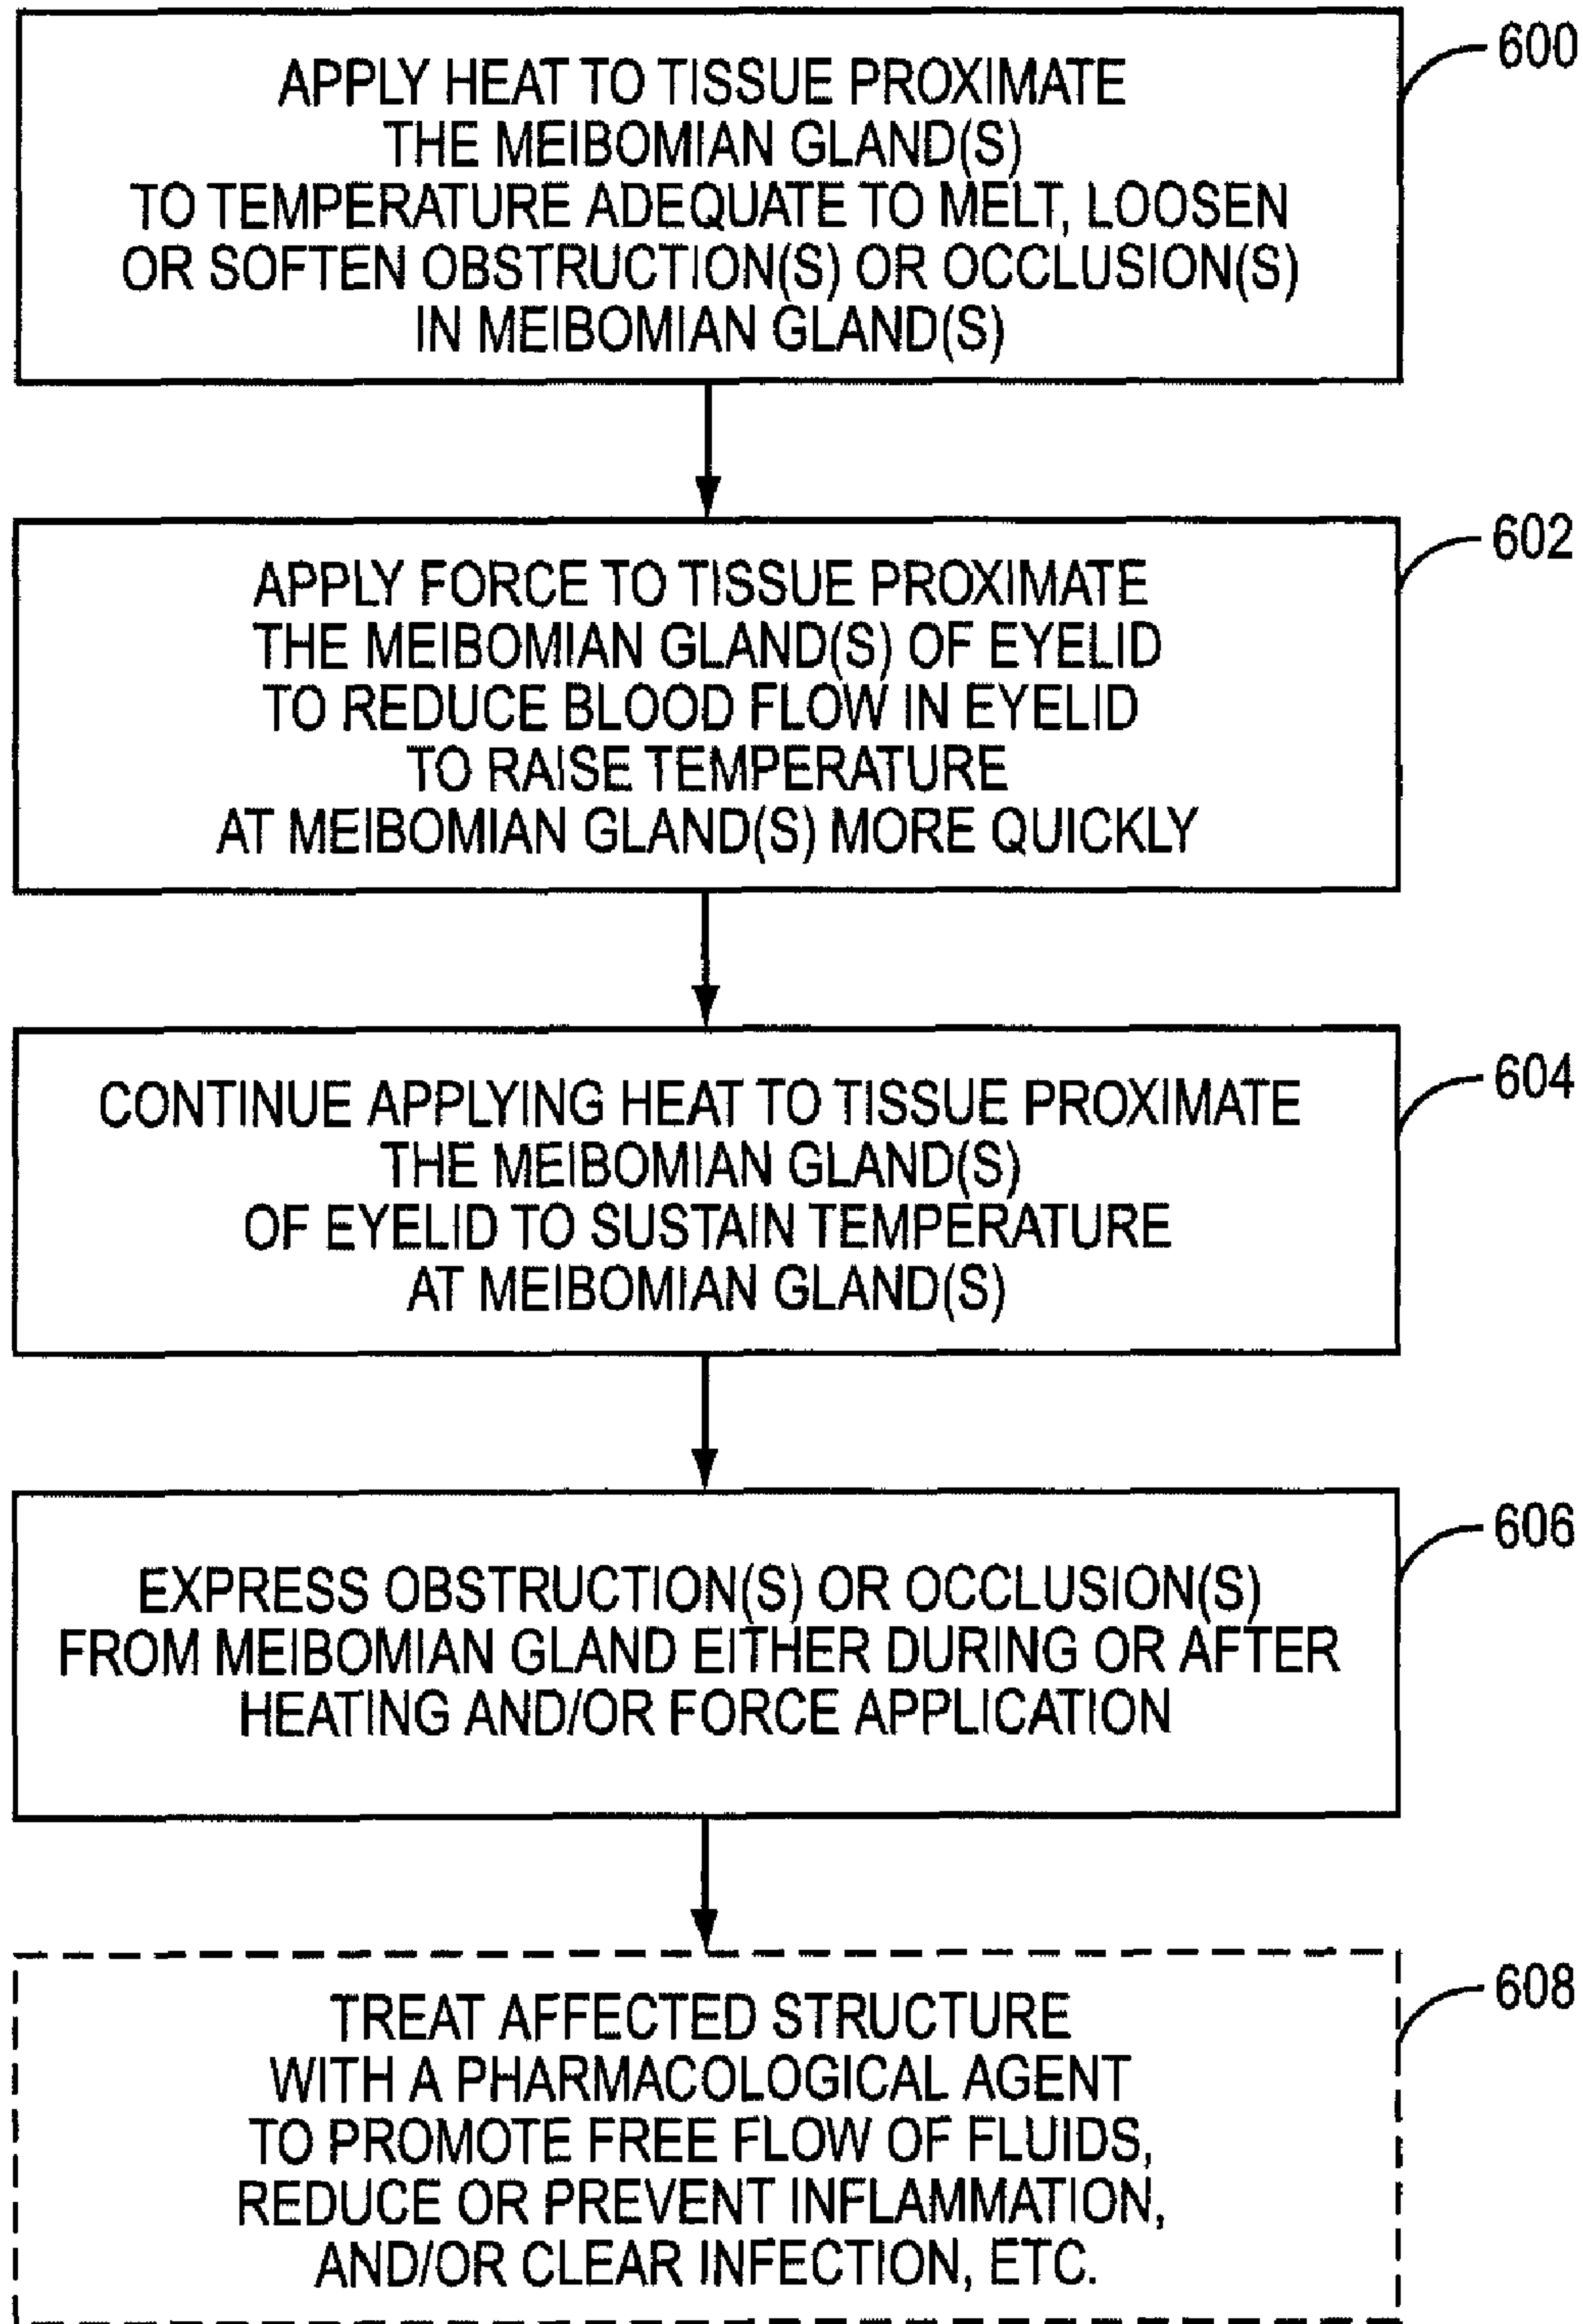 APPLY HEAT TO TISSUE PROXIMATE
THE MEIBOMIAN GLAND(S)
TO TEMPERATURE ADEQUATE TO MELT, LOOSEN
OR SOFTEN OBSTRUCTION(S) OR OCCLUSION(S)
IN MEIBOMIAN GLAND(S)
600
APPLY FORCE TO TISSUE PROXIMATE
THE MEIBOMIAN GLAND(S) OF EYELID
TO REDUCE BLOOD FLOW IN EYELID
TO RAISE TEMPERATURE
AT MEIBOMIAN GLAND(S) MORE QUICKLY
602
CONTINUE APPLYING HEAT TO TISSUE PROXIMATE
THE MEIBOMIAN GLAND(S)
OF EYELID TO SUSTAIN TEMPERATURE
AT MEIBOMIAN GLAND(S)
604
EXPRESS OBSTRUCTION(S) OR OCCLUSION(S)
FROM MEIBOMIAN GLAND EITHER DURING OR AFTER
HEATING AND/OR FORCE APPLICATION
606
TREAT AFFECTED STRUCTURE
WITH A PHARMACOLOGICAL AGENT
TO PROMOTE FREE FLOW OF FLUIDS,
REDUCE OR PREVENT INFLAMMATION,
AND/OR CLEAR INFECTION, ETC.
608